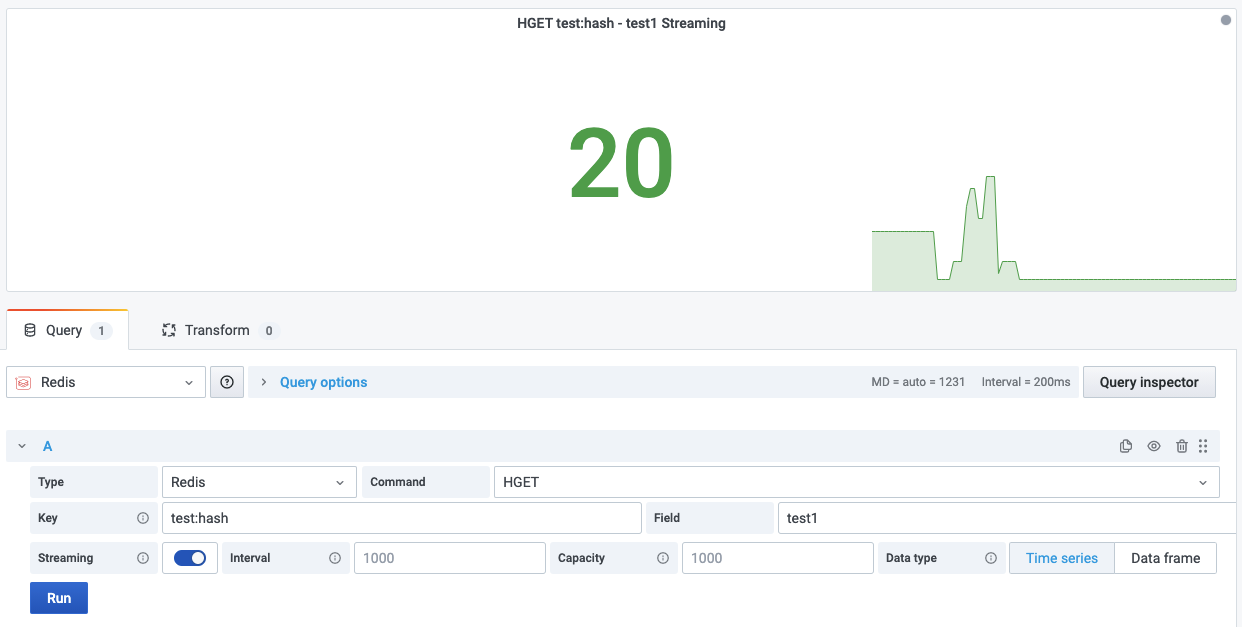 HGET test:hash - test1 Streaming
20
Query 1 Transform 0
Redis Query options MD = auto = 1231 Interval = 200ms Query inspector
A
Type Redis Command HGET
Key test:hash Field test1
Streaming Interval 1000 Capacity 1000 Data type Time series Data frame
Run